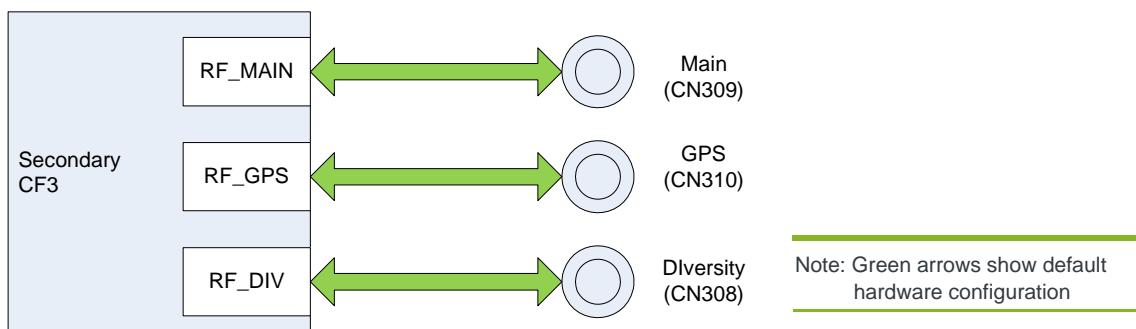 Secondary
CF3
RF_MAIN
Main
(CN309)
RF_GPS
GPS
(CN310)
RF_DIV
DIversity
(CN308)
Note: Green arrows show default
hardware configuration